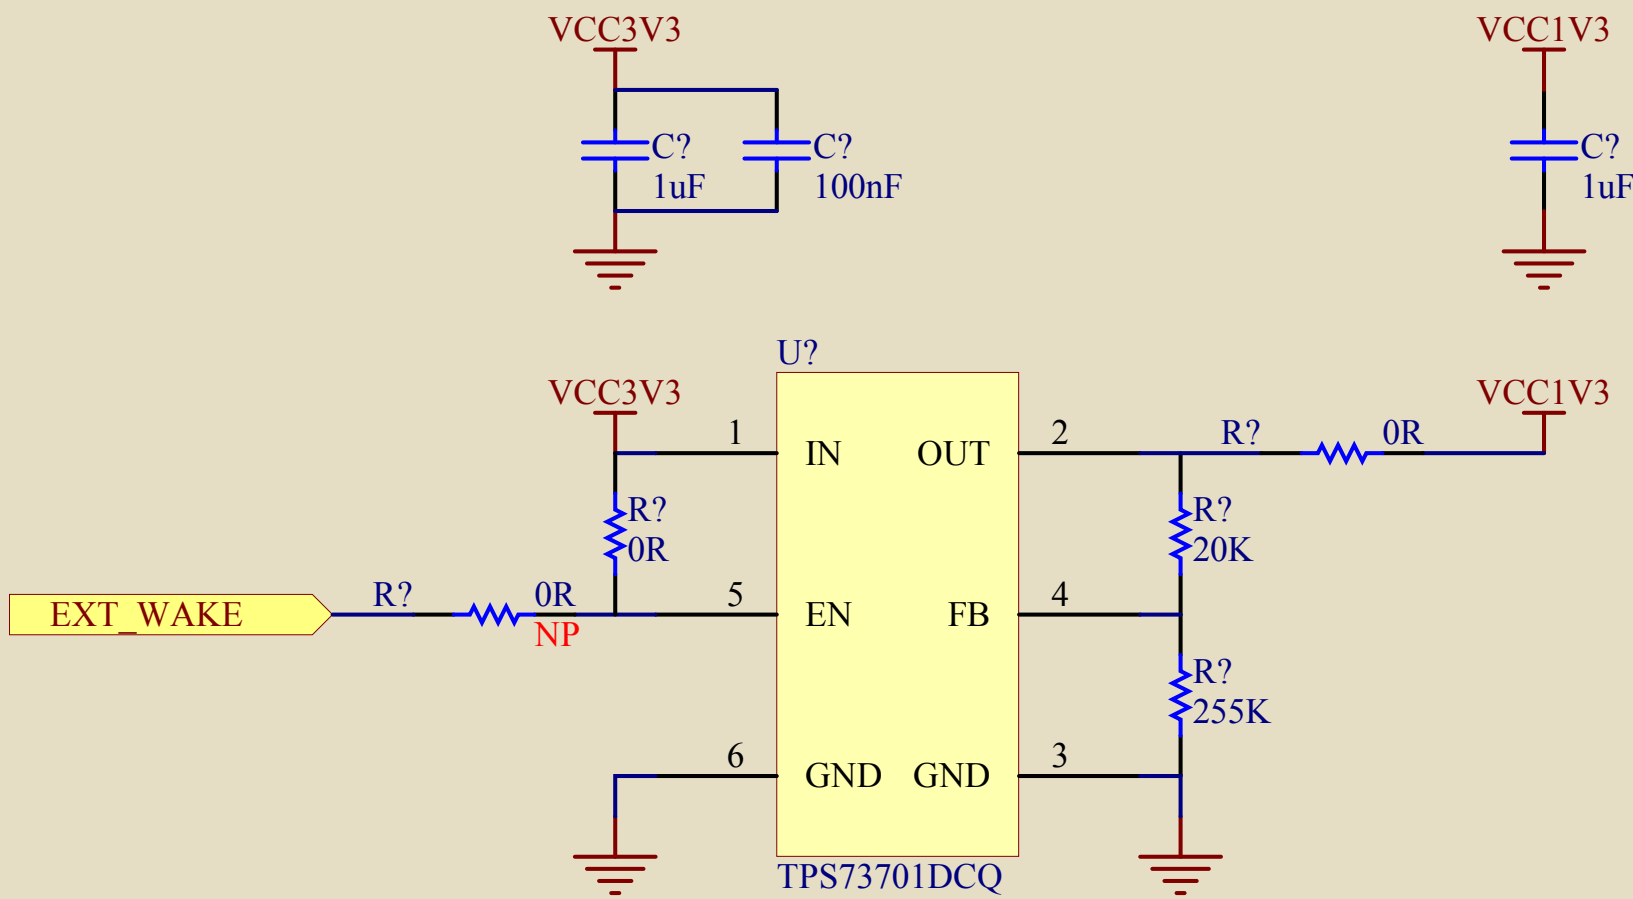 VCC3V3
VCC1V3
C?
1uF
C?
100nF
C?
1uF
U?
VCC3V3
VCC1V3
1
IN
OUT
2
R?
0R
R?
0R
R?
20K
EXT_WAKE
R?
0R
NP
5
EN
FB
4
R?
255K
6
GND
GND
3
TPS73701DCQ